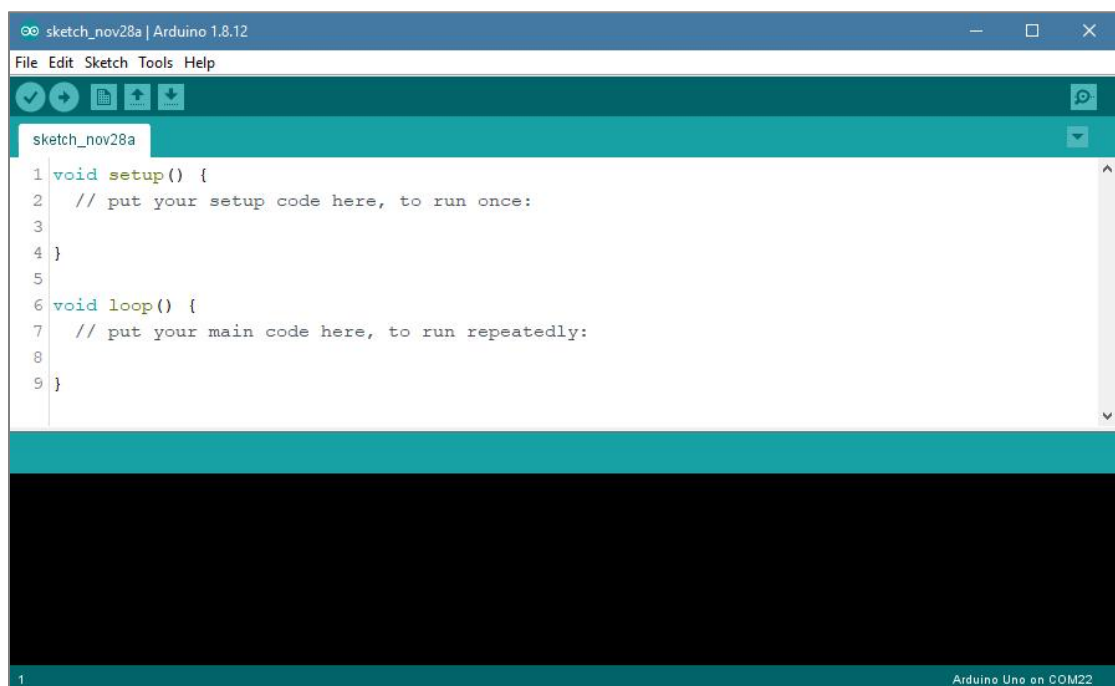 sketch_nov28a | Arduino 1.8.12
File Edit Sketch Tools Help
sketch_nov28a
1 void setup() {
2   // put your setup code here, to run once:
3
4 }
5
6 void loop() {
7   // put your main code here, to run repeatedly:
8
9 }
1 Arduino Uno on COM22